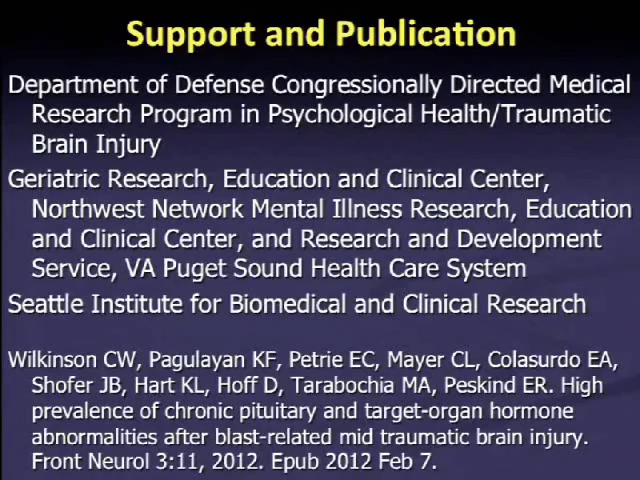 Support and Publication
Department of Defense Congressionally Directed Medical
Research Program in Psychological Health/Traumatic
Brain Injury
Geriatric Research, Education and Clinical Center,
Northwest Network Mental Illness Research, Education
and Clinical Center, and Research and Development
Service, VA Puget Sound Health Care System
Seattle Institute for Biomedical and Clinical Research
Wilkinson CW, Pagulayan KF, Petrie EC, Mayer CL, Colasurdo EA,
Shofer JB, Hart KL, Hoff D, Tarabochia MA, Peskind ER. High
prevalence of chronic pituitary and target-organ hormone
abnormalities after blast-related mid traumatic brain injury.
Front Neurol 3:11, 2012. Epub 2012 Feb 7.